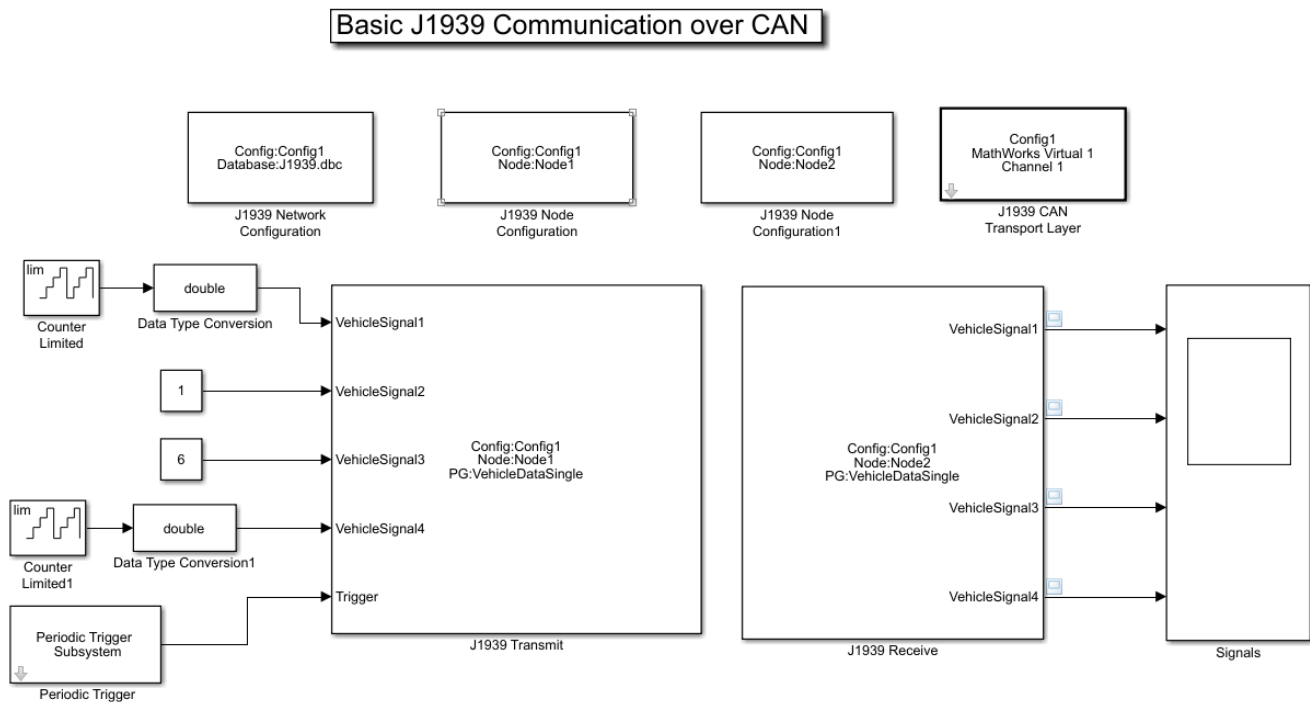 Basic J1939 Communication over CAN
Config:Config1
Database:J1939.dbc
J1939 Network
Configuration
Config:Config1
Node:Node1
J1939 Node
Configuration
Config:Config1
Node:Node2
J1939 Node
Configuration1
Config1
MathWorks Virtual 1
Channel 1
J1939 CAN
Transport Layer
lim
Counter
Limited
double
Data Type Conversion
1
6
lim
Counter
Limited1
double
Data Type Conversion1
Periodic Trigger
Subsystem
Periodic Trigger
VehicleSignal1
VehicleSignal2
VehicleSignal3
VehicleSignal4
Trigger
Config:Config1
Node:Node1
PG:VehicleDataSingle
J1939 Transmit
Config:Config1
Node:Node2
PG:VehicleDataSingle
VehicleSignal1
VehicleSignal2
VehicleSignal3
VehicleSignal4
J1939 Receive
Signals